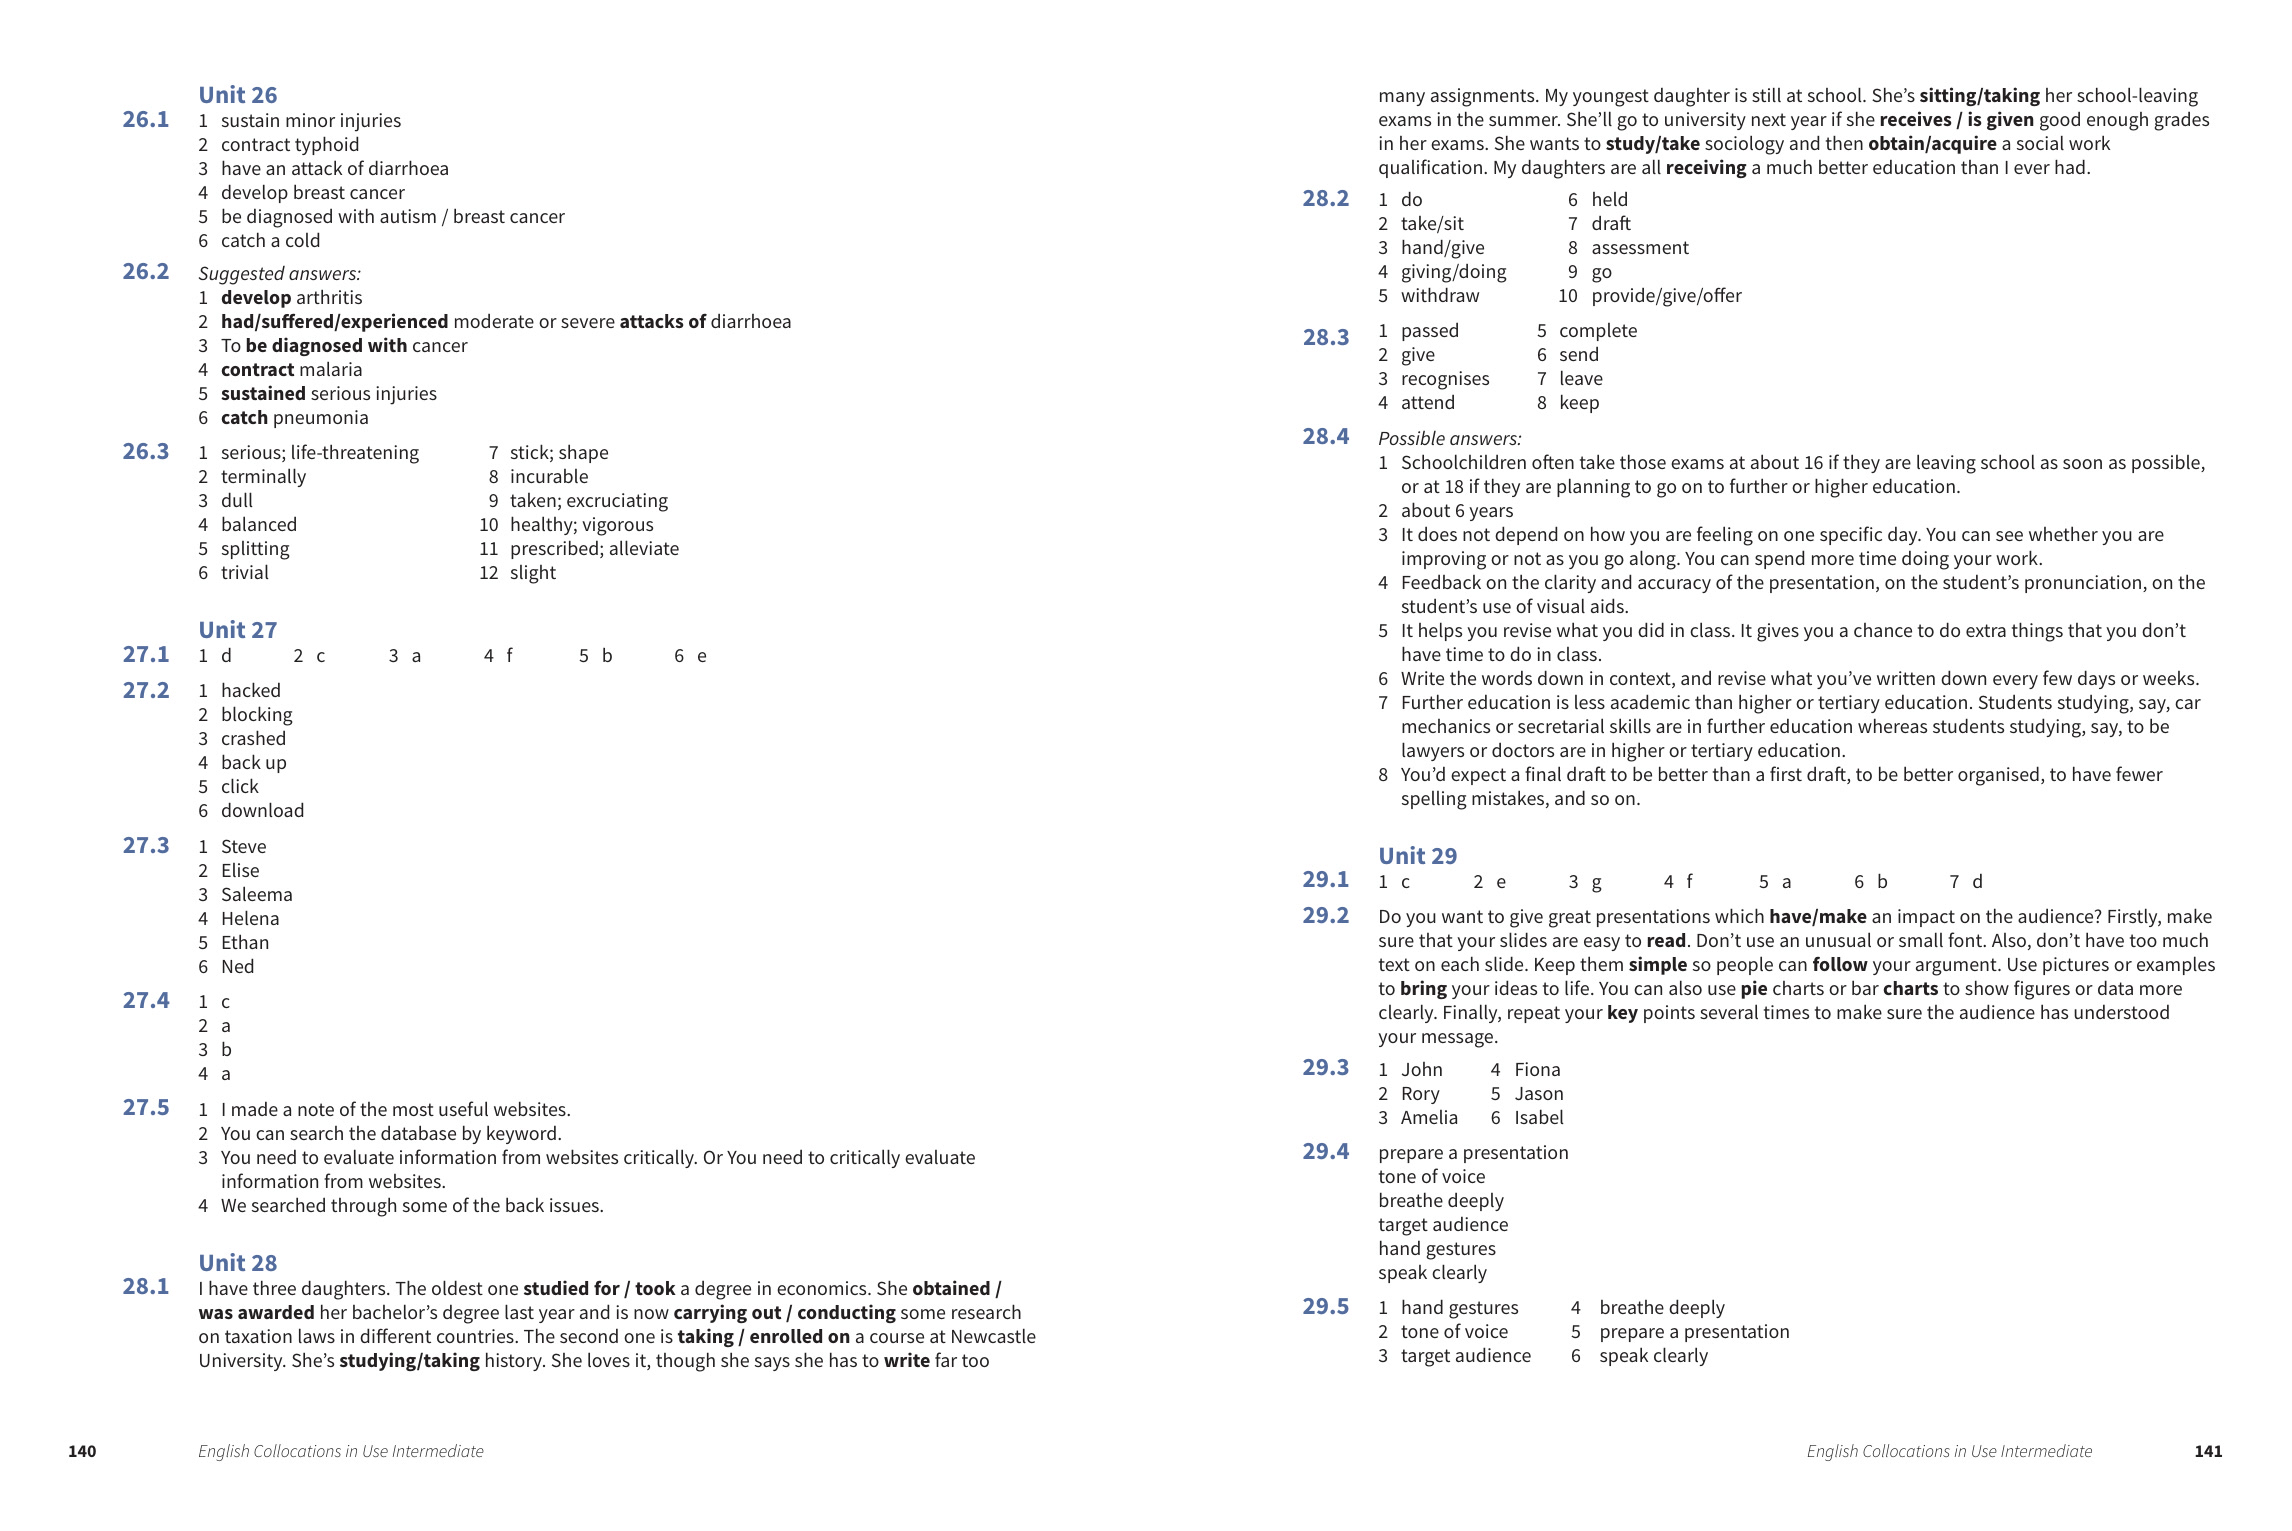 Unit 26
26.1 1 sustain minor injuries
2 contract typhoid
3 have an attack of diarrhoea
4 develop breast cancer
5 be diagnosed with autism / breast cancer
6 catch a cold
26.2 Suggested answers:
1 develop arthritis
2 had/suffered/experienced moderate or severe attacks of diarrhoea
3 To be diagnosed with cancer
4 contract malaria
5 sustained serious injuries
6 catch pneumonia
26.3 1 serious; life-threatening 7 stick; shape
2 terminally 8 incurable
3 dull 9 taken; excruciating
4 balanced 10 healthy; vigorous
5 splitting 11 prescribed; alleviate
6 trivial 12 slight
Unit 27
27.1 1 d 2 c 3 a 4 f 5 b 6 e
27.2 1 hacked
2 blocking
3 crashed
4 back up
5 click
6 download
27.3 1 Steve
2 Elise
3 Saleema
4 Helena
5 Ethan
6 Ned
27.4 1 c
2 a
3 b
4 a
27.5 1 I made a note of the most useful websites.
2 You can search the database by keyword.
3 You need to evaluate information from websites critically. Or You need to critically evaluate
information from websites.
4 We searched through some of the back issues.
Unit 28
28.1 I have three daughters. The oldest one studied for / took a degree in economics. She obtained /
was awarded her bachelor's degree last year and is now carrying out / conducting some research
on taxation laws in different countries. The second one is taking / enrolled on a course at Newcastle
University. She's studying/taking history. She loves it, though she says she has to write far too
140 English Collocations in Use Intermediate
many assignments. My youngest daughter is still at school. She's sitting/taking her school-leaving
exams in the summer. She'll go to university next year if she receives / is given good enough grades
in her exams. She wants to study/take sociology and then obtain/acquire a social work
qualification. My daughters are all receiving a much better education than I ever had.
28.2 1 do 6 held
2 take/sit 7 draft
3 hand/give 8 assessment
4 giving/doing 9 go
5 withdraw 10 provide/give/offer
28.3 1 passed 5 complete
2 give 6 send
3 recognises 7 leave
4 attend 8 keep
28.4 Possible answers:
1 Schoolchildren often take those exams at about 16 if they are leaving school as soon as possible,
or at 18 if they are planning to go on to further or higher education.
2 about 6 years
3 It does not depend on how you are feeling on one specific day. You can see whether you are
improving or not as you go along. You can spend more time doing your work.
4 Feedback on the clarity and accuracy of the presentation, on the student's pronunciation, on the
student's use of visual aids.
5 It helps you revise what you did in class. It gives you a chance to do extra things that you don't
have time to do in class.
6 Write the words down in context, and revise what you've written down every few days or weeks.
7 Further education is less academic than higher or tertiary education. Students studying, say, car
mechanics or secretarial skills are in further education whereas students studying, say, to be
lawyers or doctors are in higher or tertiary education.
8 You'd expect a final draft to be better than a first draft, to be better organised, to have fewer
spelling mistakes, and so on.
Unit 29
29.1 1 c 2 e 3 g 4 f 5 a 6 b 7 d
29.2 Do you want to give great presentations which have/make an impact on the audience? Firstly, make
sure that your slides are easy to read. Don't use an unusual or small font. Also, don't have too much
text on each slide. Keep them simple so people can follow your argument. Use pictures or examples
to bring your ideas to life. You can also use pie charts or bar charts to show figures or data more
clearly. Finally, repeat your key points several times to make sure the audience has understood
your message.
29.3 1 John 4 Fiona
2 Rory 5 Jason
3 Amelia 6 Isabel
29.4 prepare a presentation
tone of voice
breathe deeply
target audience
hand gestures
speak clearly
29.5 1 hand gestures 4 breathe deeply
2 tone of voice 5 prepare a presentation
3 target audience 6 speak clearly
English Collocations in Use Intermediate 141